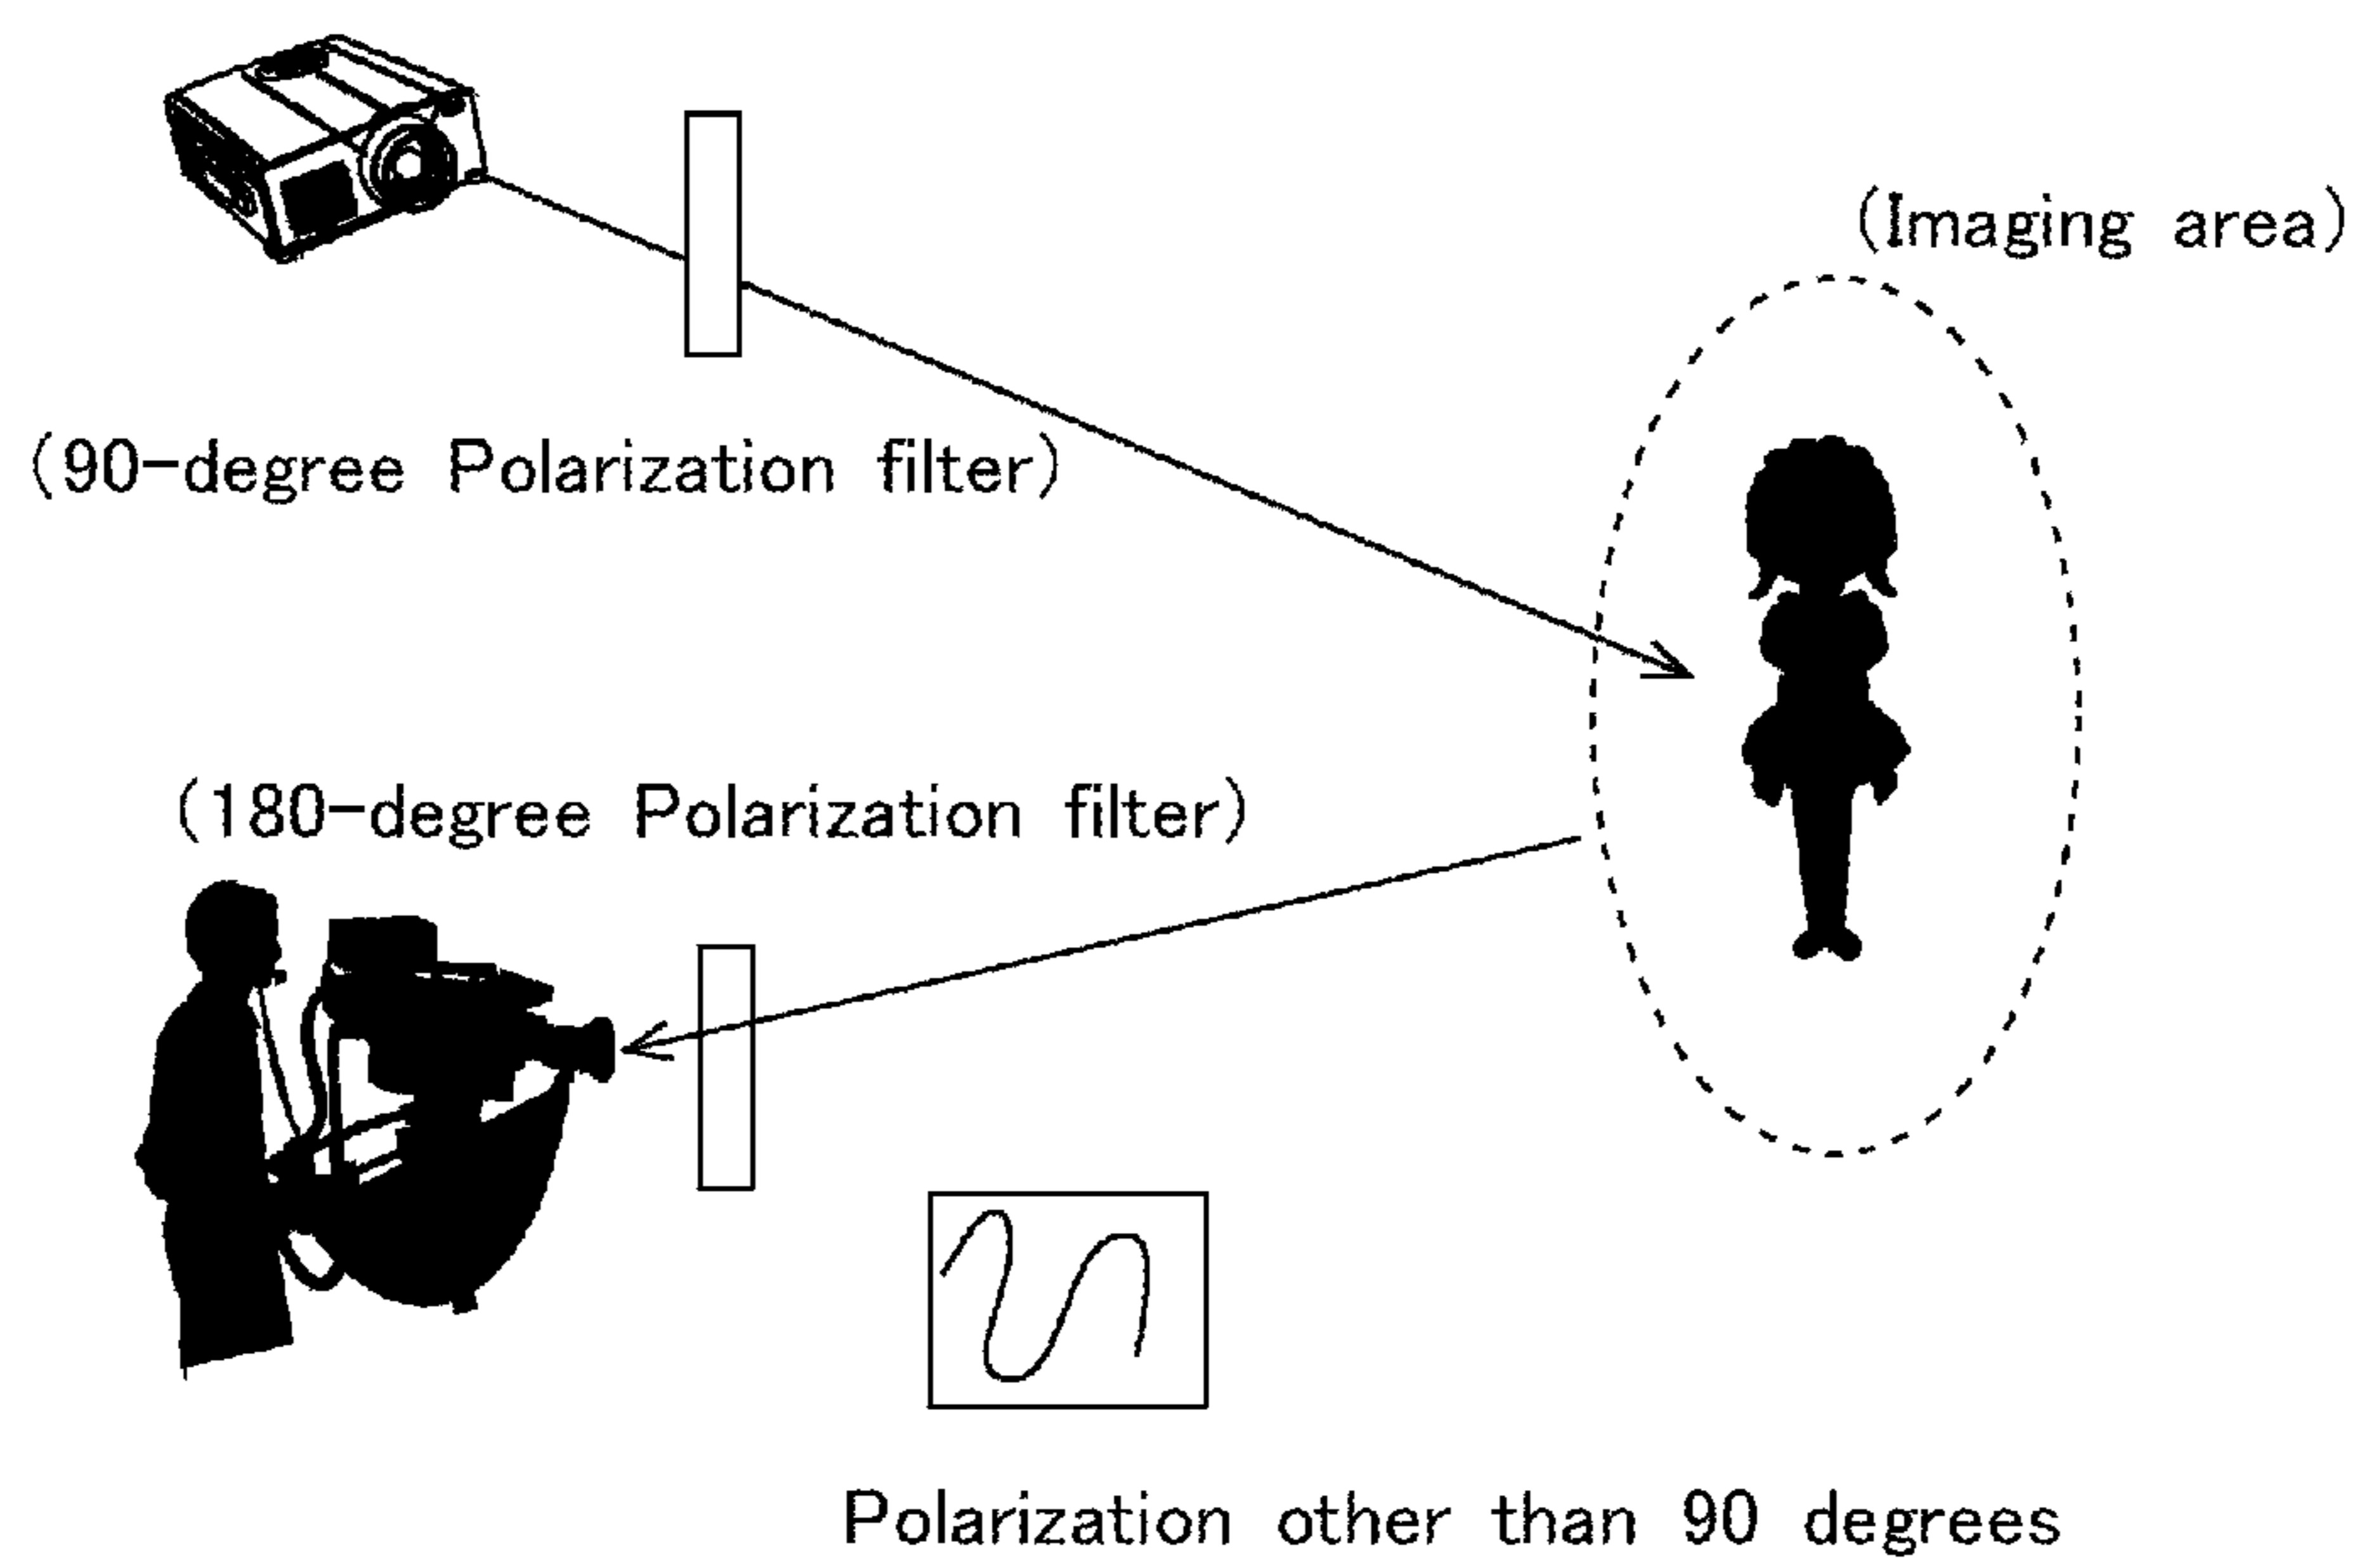 (Imaging area)
(90-degree Polarization filter)
(180-degree Polarization filter)
Polarization other than 90 degrees